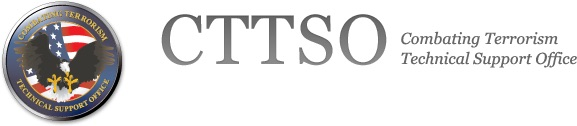 COMBATING TERRORISM
TECHNICAL SUPPORT OFFICE
CTTSO
Combating Terrorism
Technical Support Office